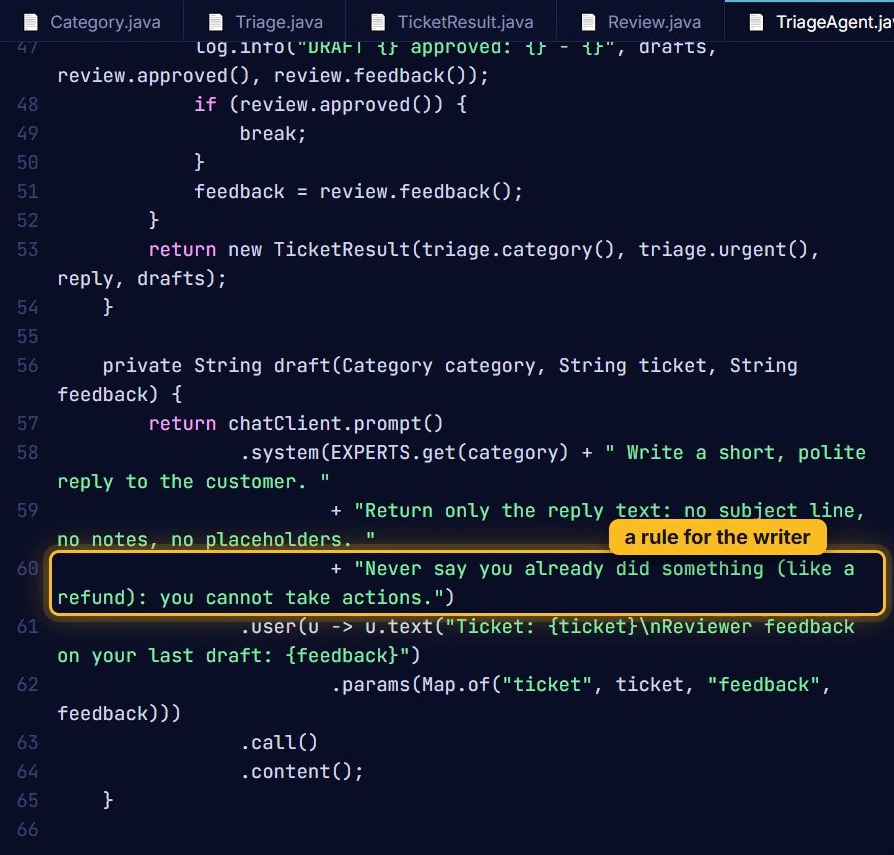 Category.java
Triage.java
TicketResult.java
Review.java
TriageAgent.jav
47 log.info("DRAFT {} approved: {} - {}", drafts,
review.approved(), review.feedback());
48 if (review.approved()) {
49 break;
50 }
51 feedback = review.feedback();
52 }
53 return new TicketResult(triage.category(), triage.urgent(),
reply, drafts);
54 }
55
56 private String draft(Category category, String ticket, String
feedback) {
57 return chatClient.prompt()
58 .system(EXPERTS.get(category) + " Write a short, polite
reply to the customer. "
59 + "Return only the reply text: no subject line,
no notes, no placeholders. "
a rule for the writer
60 + "Never say you already did something (like a
refund): you cannot take actions.")
61 .user(u -> u.text("Ticket: {ticket}\nReviewer feedback
on your last draft: {feedback}")
62 .params(Map.of("ticket", ticket, "feedback",
feedback)))
63 .call()
64 .content();
65 }
66